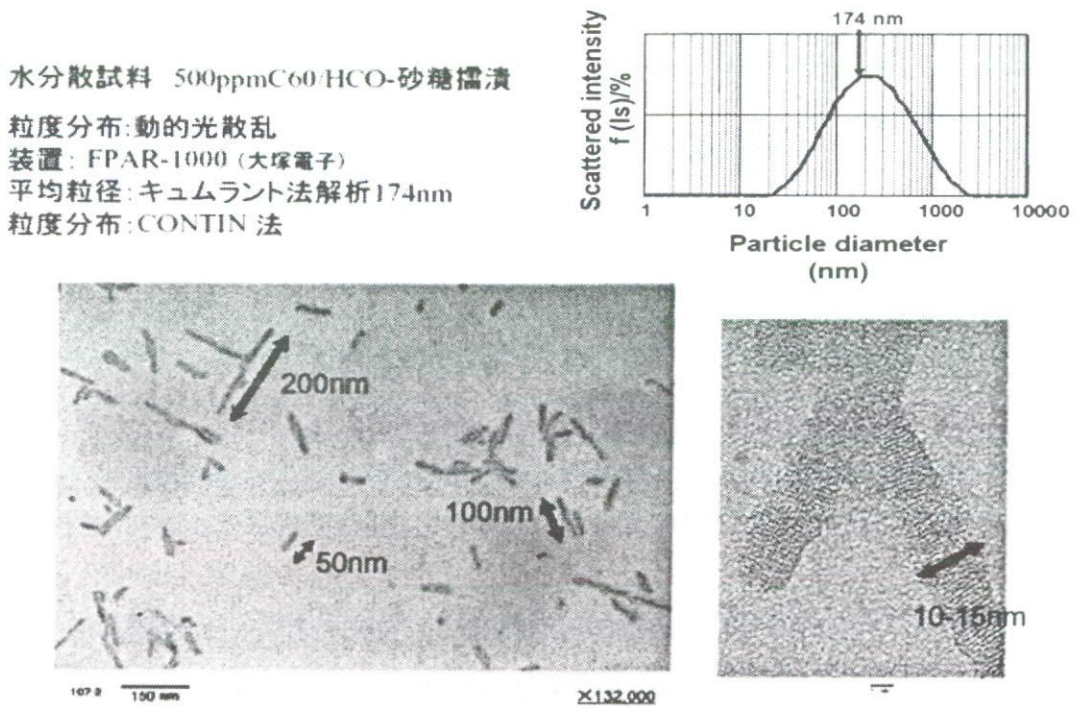 水分散試料 500ppmC60/HCO-砂糖擂潰
粒度分布:動的光散乱
装置: FPAR-1000 (大塚電子)
平均粒径:キュムラント法解析174nm
粒度分布:CONTIN 法
174 nm
Scattered intensity
f (Is)/%
1 10 100 1000 10000
Particle diameter
(nm)
200nm
100nm
50nm
10-15nm
107.2 150 nm
×132,000